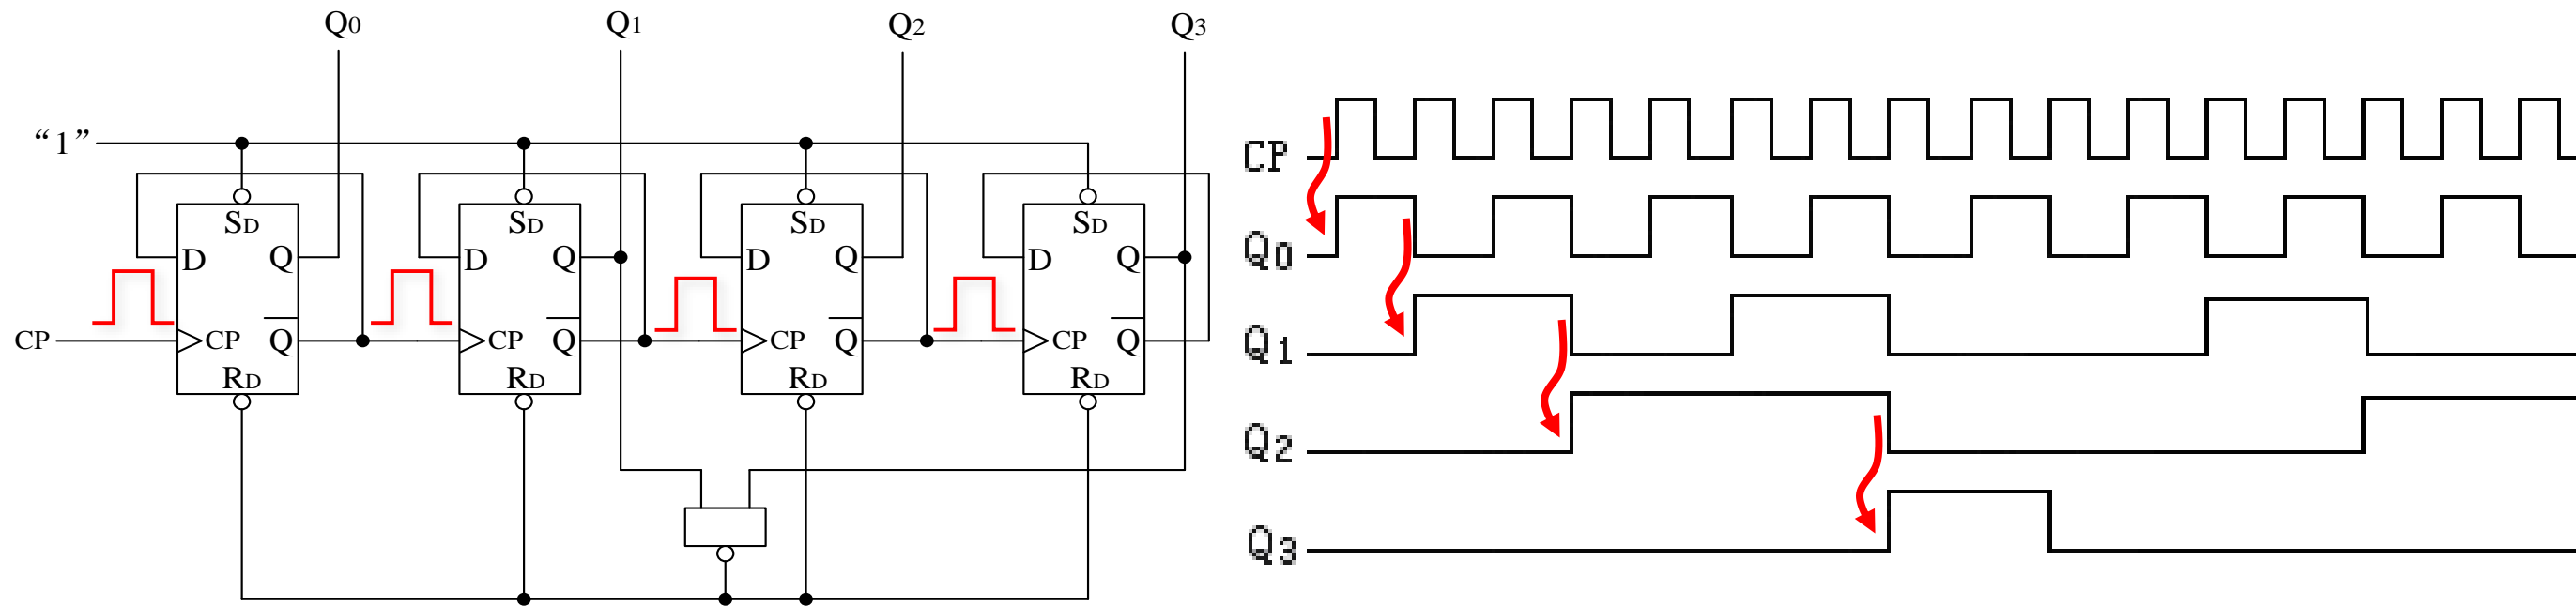 Q0 Q1 Q2 Q3
“1”
SD SD SD SD
D Q D Q D Q D Q
CP CP Q CP Q CP Q CP Q
RD RD RD RD
CP
Q0
Q1
Q2
Q3